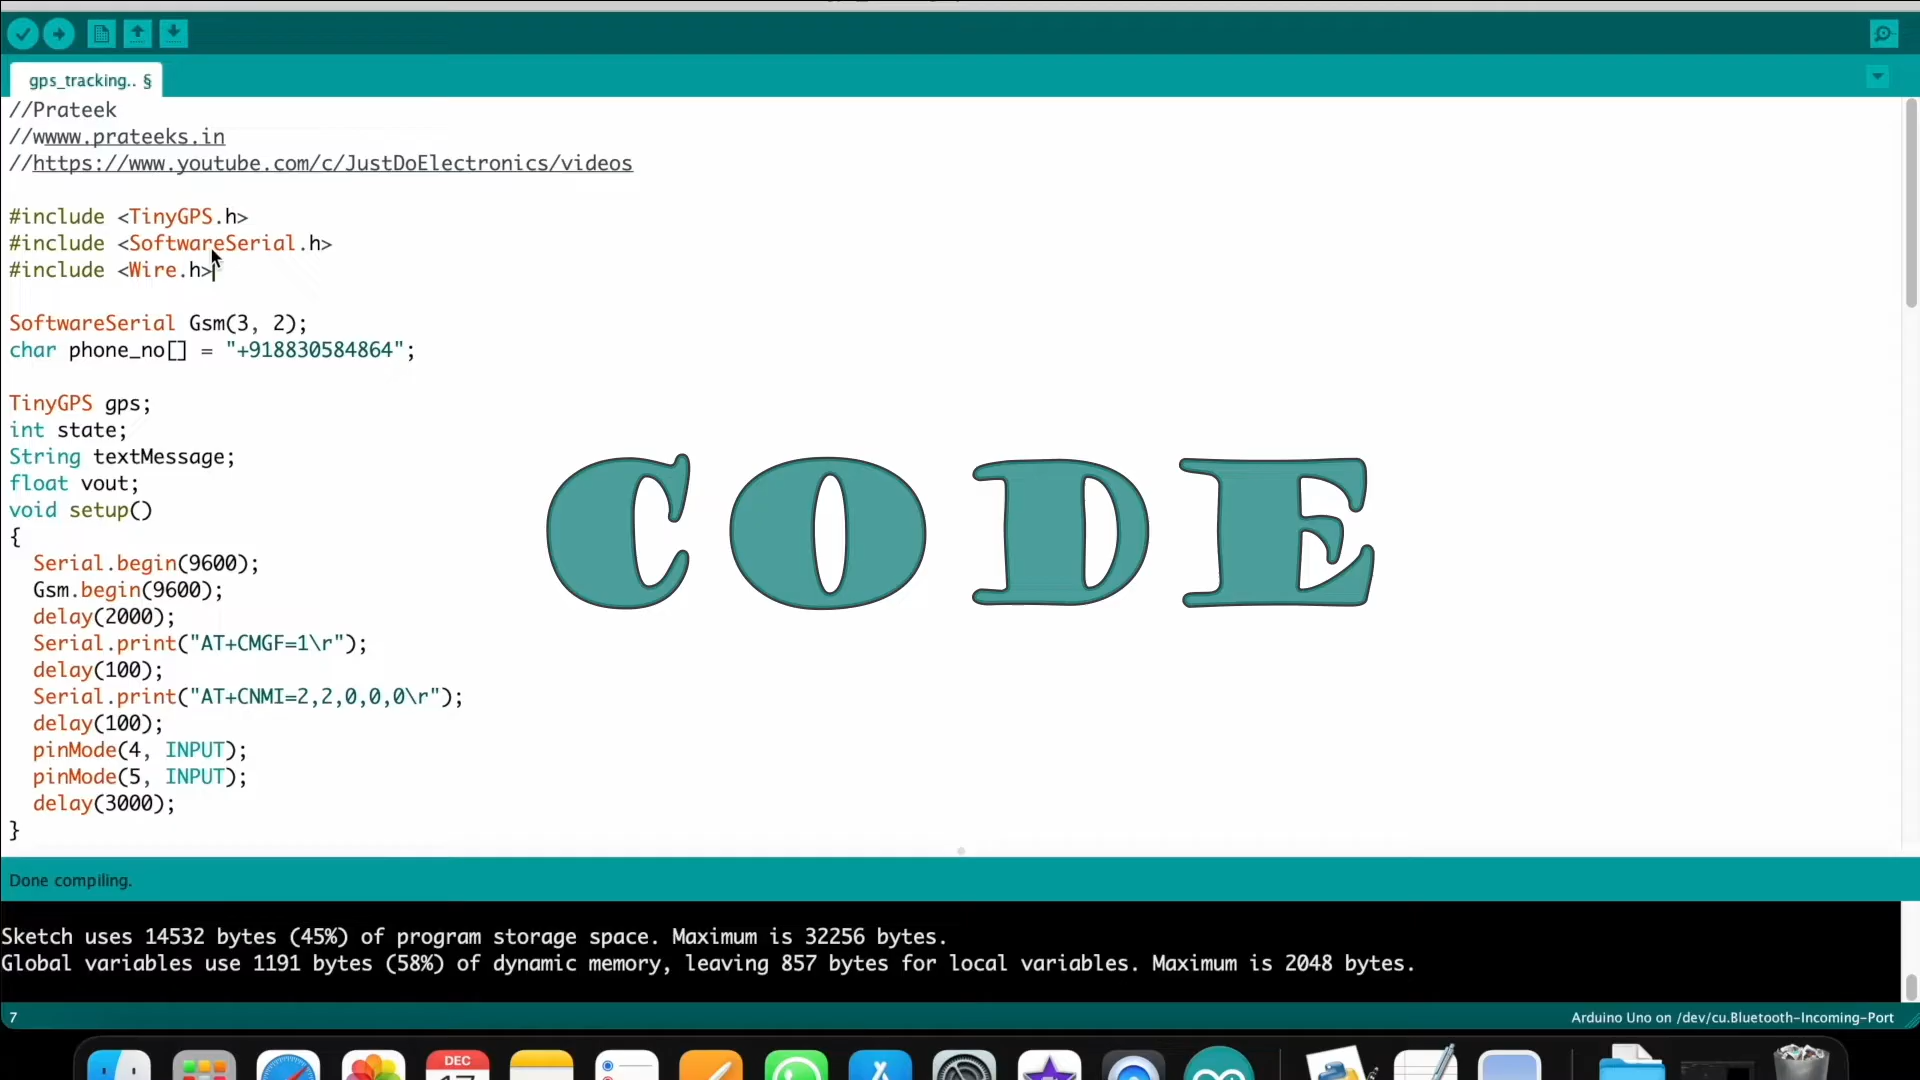 gps_tracking.. §
//Prateek
//wwww.prateeks.in
//https://www.youtube.com/c/JustDoElectronics/videos
#include <TinyGPS.h>
#include <SoftwareSerial.h>
#include <Wire.h>
SoftwareSerial Gsm(3, 2);
char phone_no[] = "+918830584864";
TinyGPS gps;
int state;
String textMessage;
float vout;
void setup()
{
Serial.begin(9600);
Gsm.begin(9600);
delay(2000);
Serial.print("AT+CMGF=1\r");
delay(100);
Serial.print("AT+CNMI=2,2,0,0,0\r");
delay(100);
pinMode(4, INPUT);
pinMode(5, INPUT);
delay(3000);
}
CODE
Done compiling.
Sketch uses 14532 bytes (45%) of program storage space. Maximum is 32256 bytes.
Global variables use 1191 bytes (58%) of dynamic memory, leaving 857 bytes for local variables. Maximum is 2048 bytes.
7
Arduino Uno on /dev/cu.Bluetooth-Incoming-Port
DEC